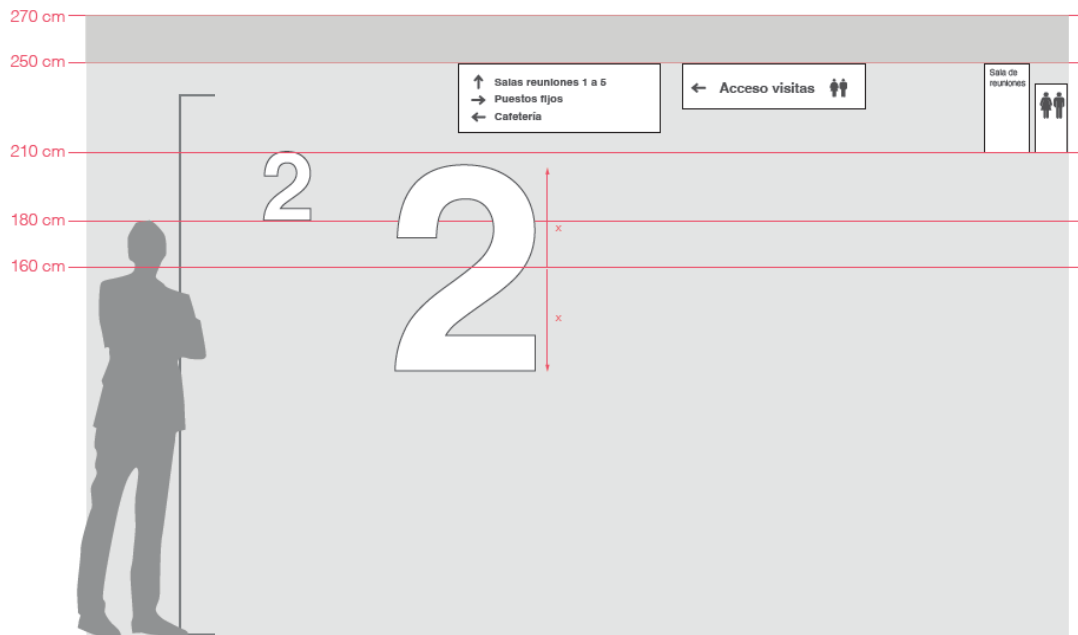 270 cm
250 cm
↑ Salas reuniones 1 a 5
→ Puestos fijos
← Cafetería
← Acceso visitas
Sala de
reuniones
210 cm
2
2
180 cm
x
160 cm
x